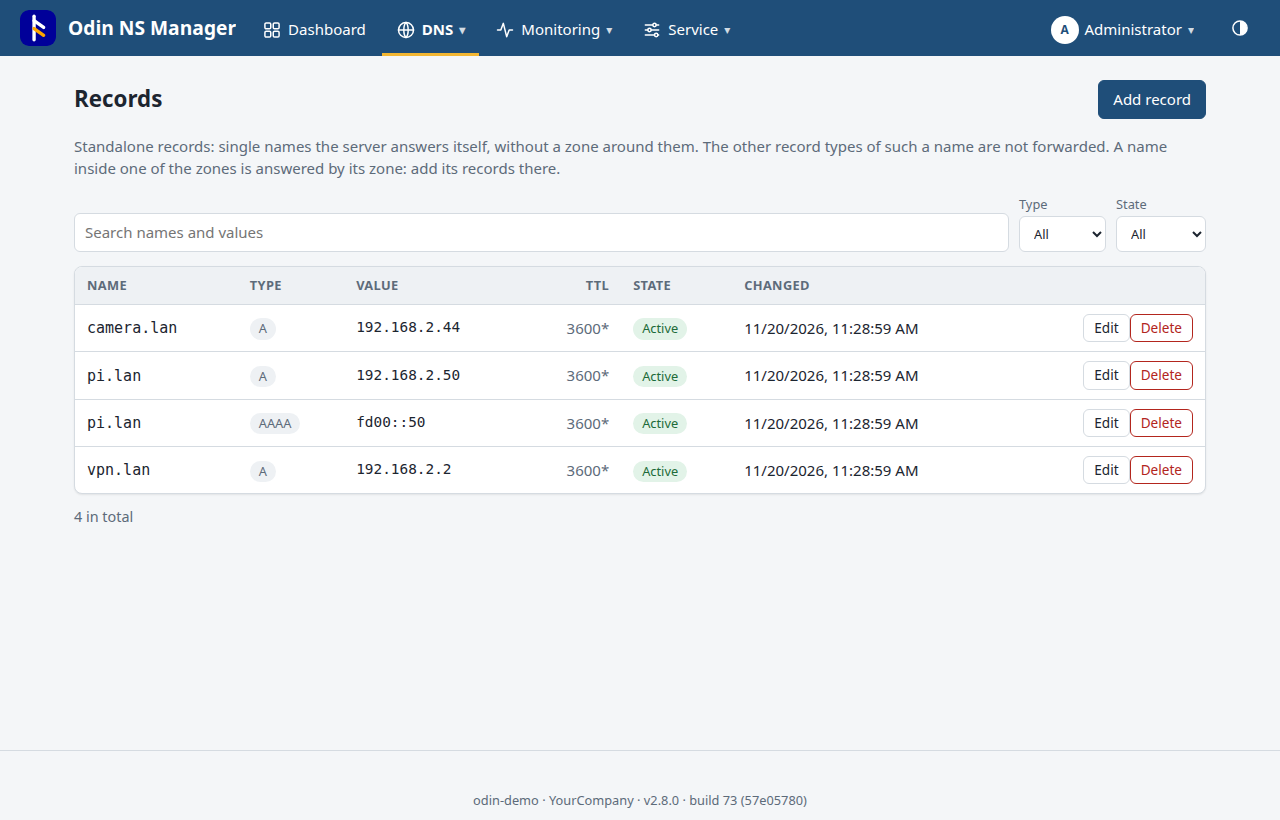 Odin NS Manager Dashboard DNS ▾ Monitoring ▾ Service ▾ A Administrator ▾
Records Add record
Standalone records: single names the server answers itself, without a zone around them. The other record types of such a name are not forwarded. A name
inside one of the zones is answered by its zone: add its records there.
Type State
Search names and values All All
NAME TYPE VALUE TTL STATE CHANGED
camera.lan A 192.168.2.44 3600* Active 11/20/2026, 11:28:59 AM Edit Delete
pi.lan A 192.168.2.50 3600* Active 11/20/2026, 11:28:59 AM Edit Delete
pi.lan AAAA fd00::50 3600* Active 11/20/2026, 11:28:59 AM Edit Delete
vpn.lan A 192.168.2.2 3600* Active 11/20/2026, 11:28:59 AM Edit Delete
4 in total
odin-demo · YourCompany · v2.8.0 · build 73 (57e05780)